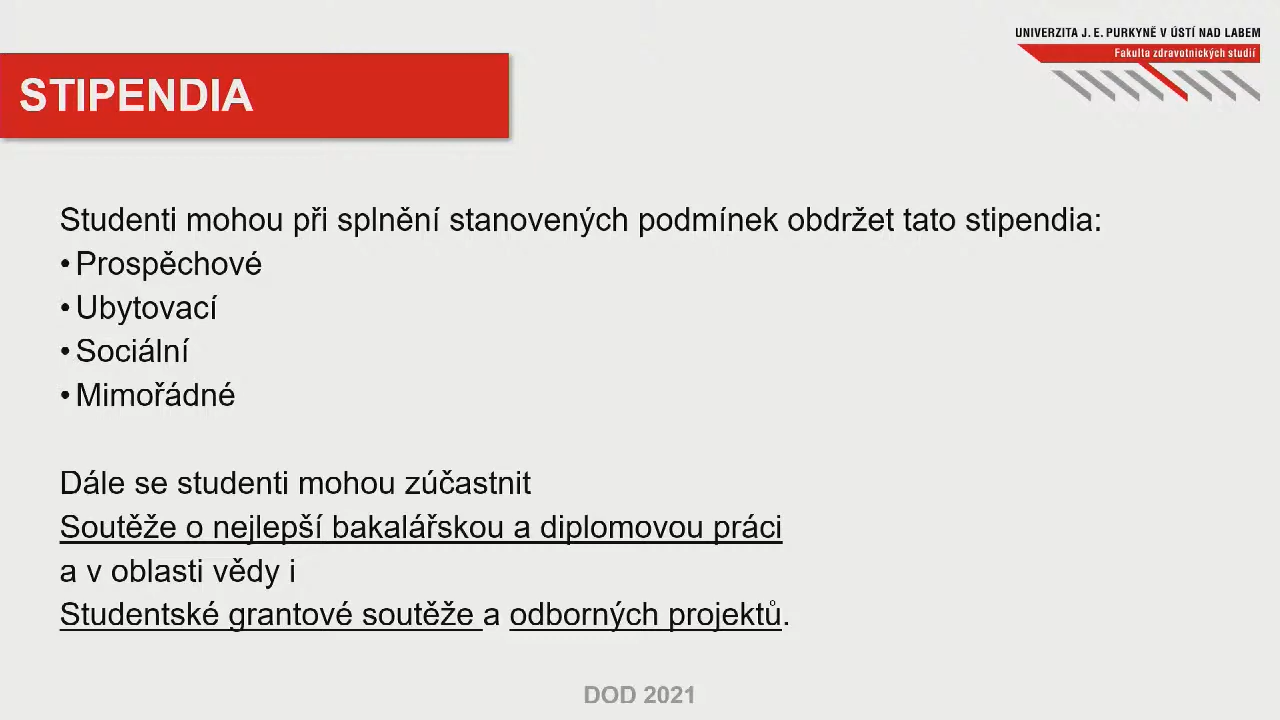 UNIVERZITA J. E. PURKYNĚ V ÚSTÍ NAD LABEM
Fakulta zdravotnických studií
STIPENDIA
Studenti mohou při splnění stanovených podmínek obdržet tato stipendia:
• Prospěchové
• Ubytovací
• Sociální
• Mimořádné
Dále se studenti mohou zúčastnit
Soutěže o nejlepší bakalářskou a diplomovou práci
a v oblasti vědy i
Studentské grantové soutěže a odborných projektů.
DOD 2021